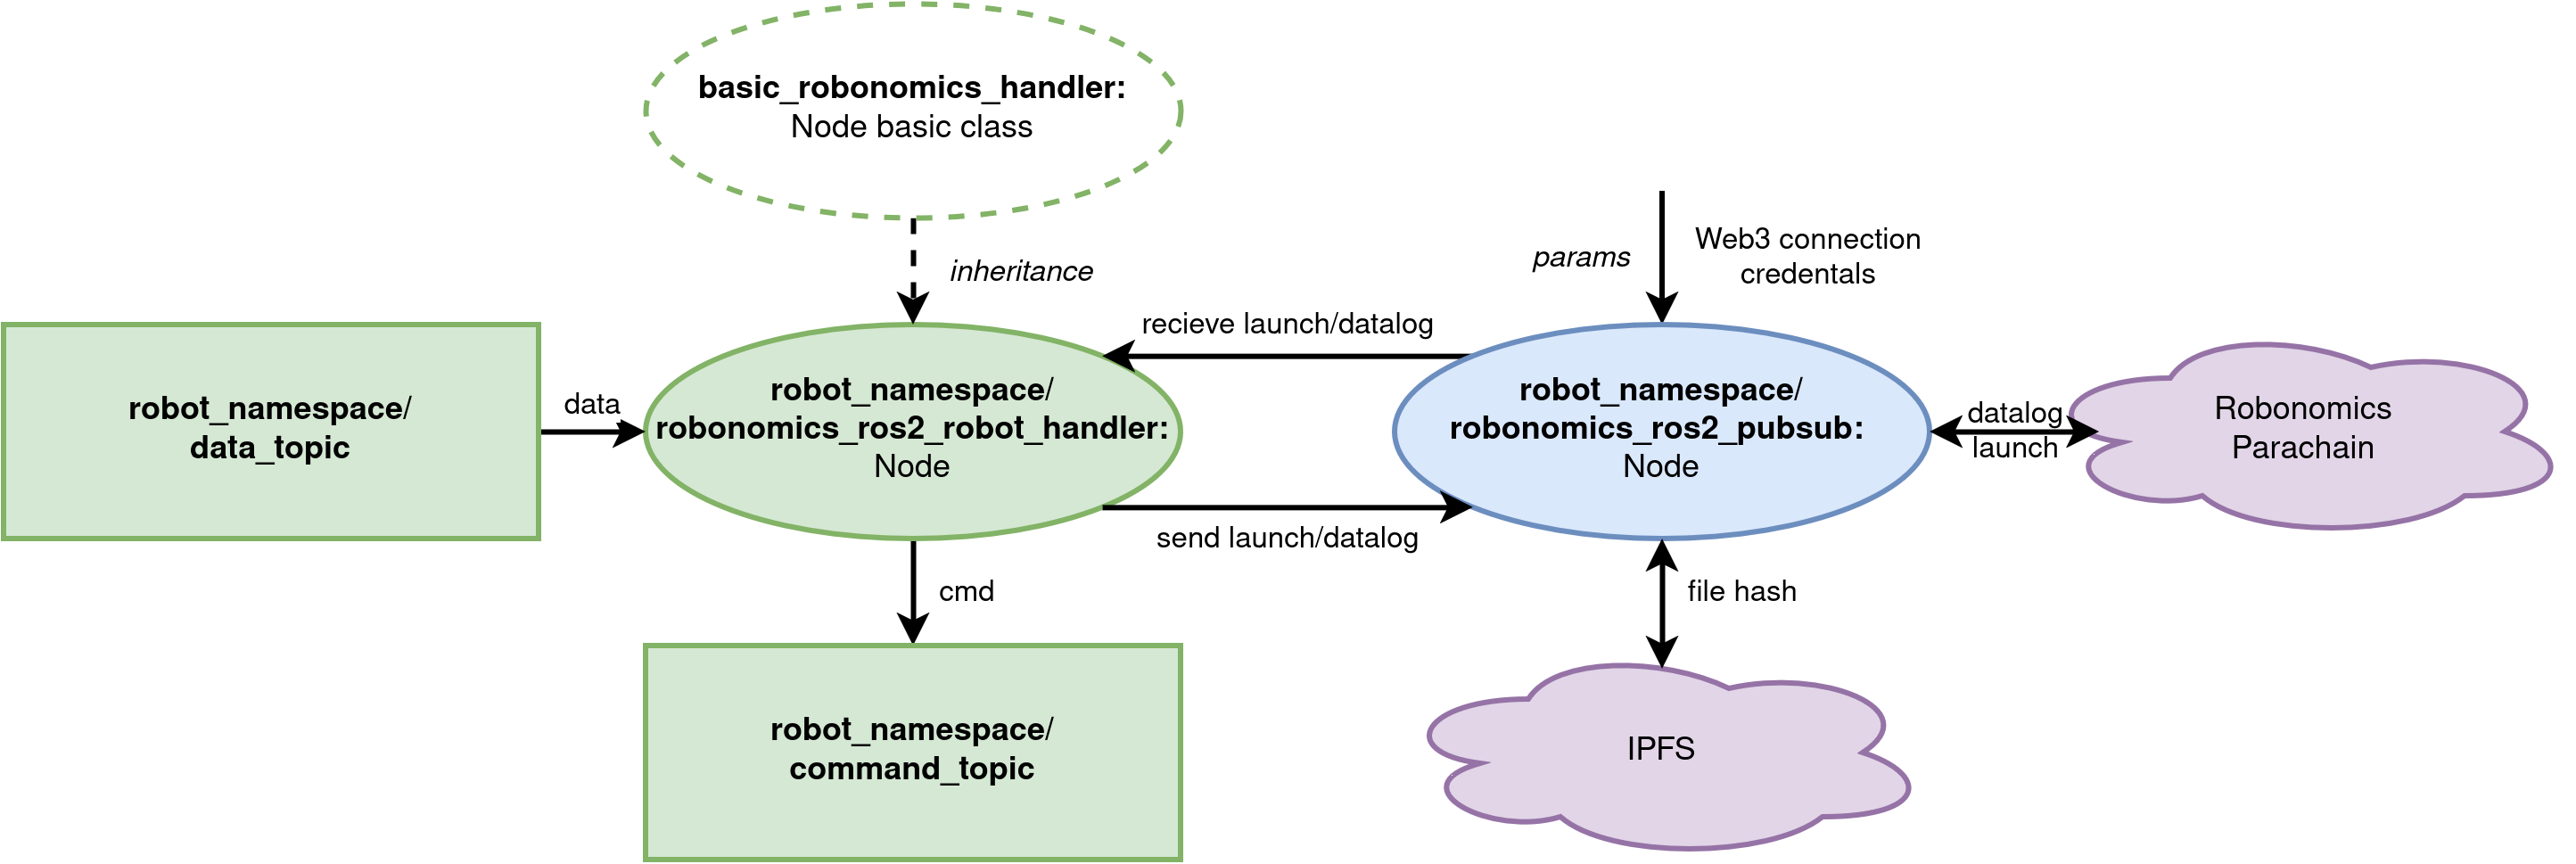 basic_robonomics_handler:
Node basic class
inheritance
params
Web3 connection
credentals
recieve launch/datalog
robot_namespace/
data_topic
data
robot_namespace/
robonomics_ros2_robot_handler:
Node
robot_namespace/
robonomics_ros2_pubsub:
Node
datalog
launch
Robonomics
Parachain
send launch/datalog
cmd
file hash
robot_namespace/
command_topic
IPFS